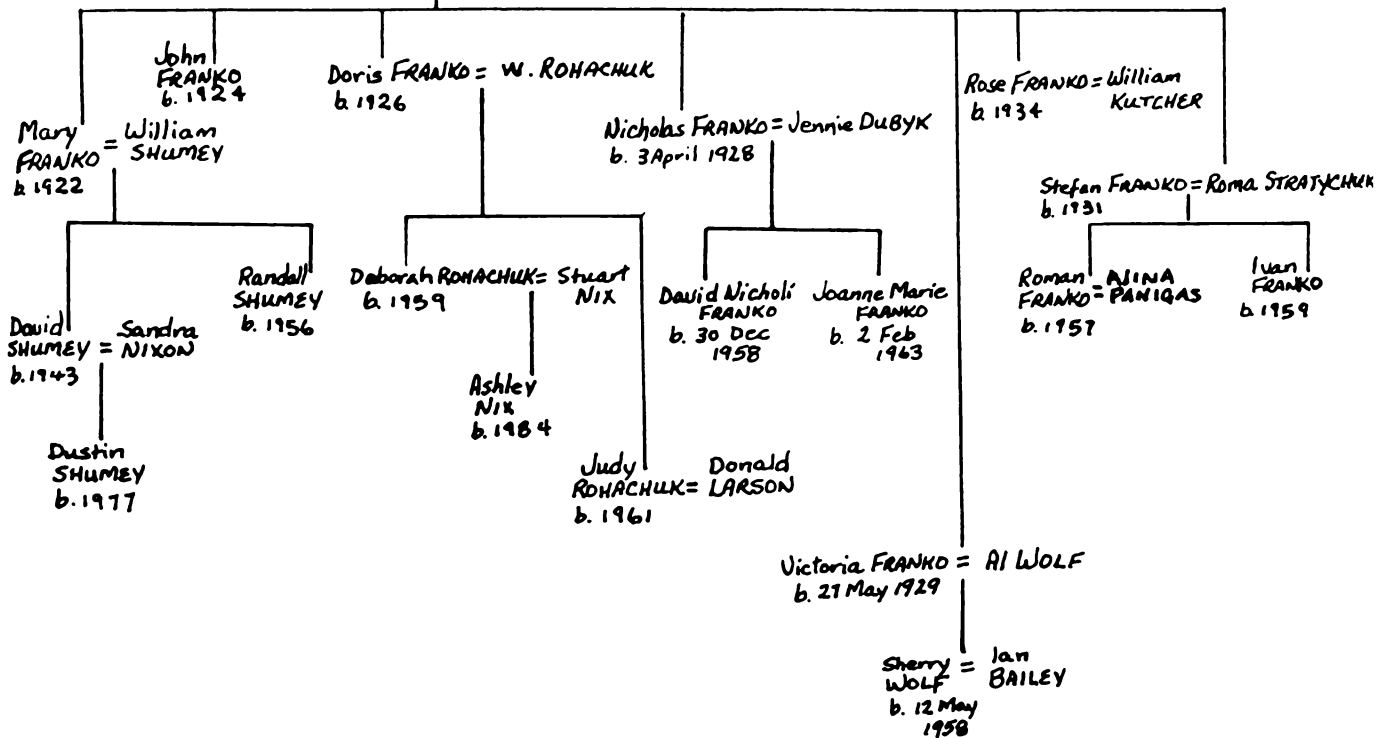 John
FRANKO
b. 1924
Doris FRANKO = W. ROHACHUK
b. 1926
Rose FRANKO = William
KUTCHER
b. 1934
Mary
FRANKO = William
SHUMEY
b. 1922
Nicholas FRANKO = Jennie DUBYK
b. 3 April 1928
Stefan FRANKO = Roma STRATYCHUK
b. 1931
Randall
SHUMEY
b. 1956
Deborah ROHACHUK = Stuart
NIX
b. 1959
David Nicholi
FRANKO
b. 30 Dec
1958
Joanne Marie
FRANKO
b. 2 Feb
1963
Roman
FRANKO = 
b. 1957
Ivan
FRANKO
b. 1959
David
SHUMEY = Sandra
NIXON
b. 1943
Ashley
NIX
b. 1984
Dustin
SHUMEY
b. 1977
Judy
ROHACHUK = Donald
LARSON
b. 1961
Victoria FRANKO = Al WOLF
b. 27 May 1929
Sherry
WOLF = Ian
BAILEY
b. 12 May
1958